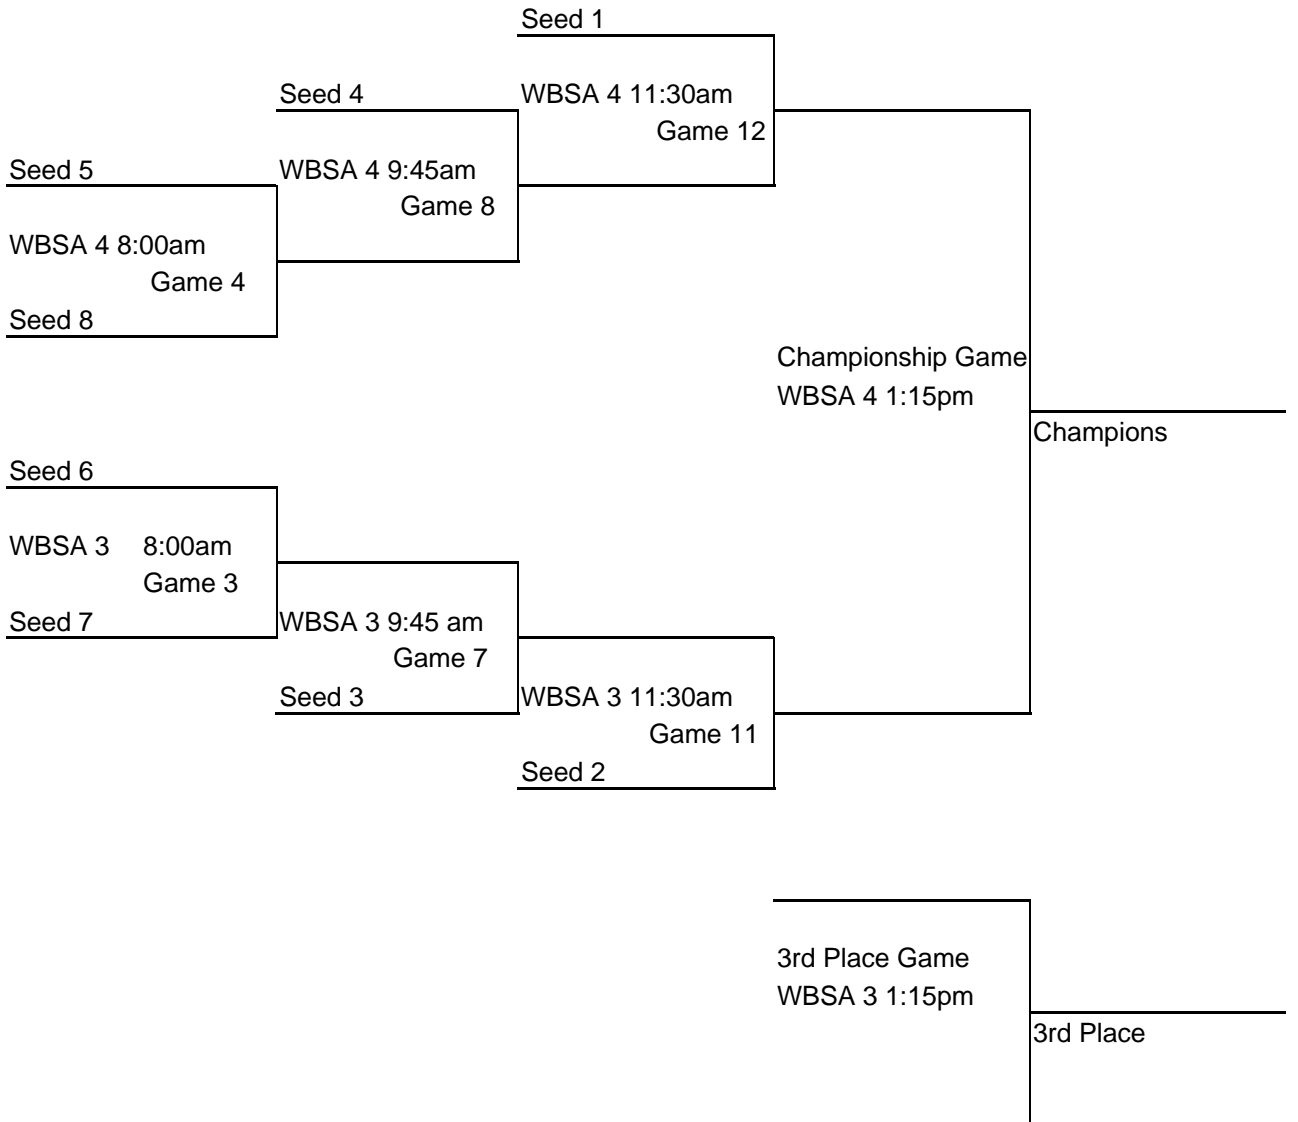 Seed 1
Seed 4
WBSA 4 11:30am
Game 12
Seed 5
WBSA 4 9:45am
Game 8
WBSA 4 8:00am
Game 4
Seed 8
Championship Game
WBSA 4 1:15pm
Champions
Seed 6
WBSA 3 8:00am
Game 3
Seed 7
WBSA 3 9:45 am
Game 7
Seed 3
WBSA 3 11:30am
Game 11
Seed 2
3rd Place Game
WBSA 3 1:15pm
3rd Place